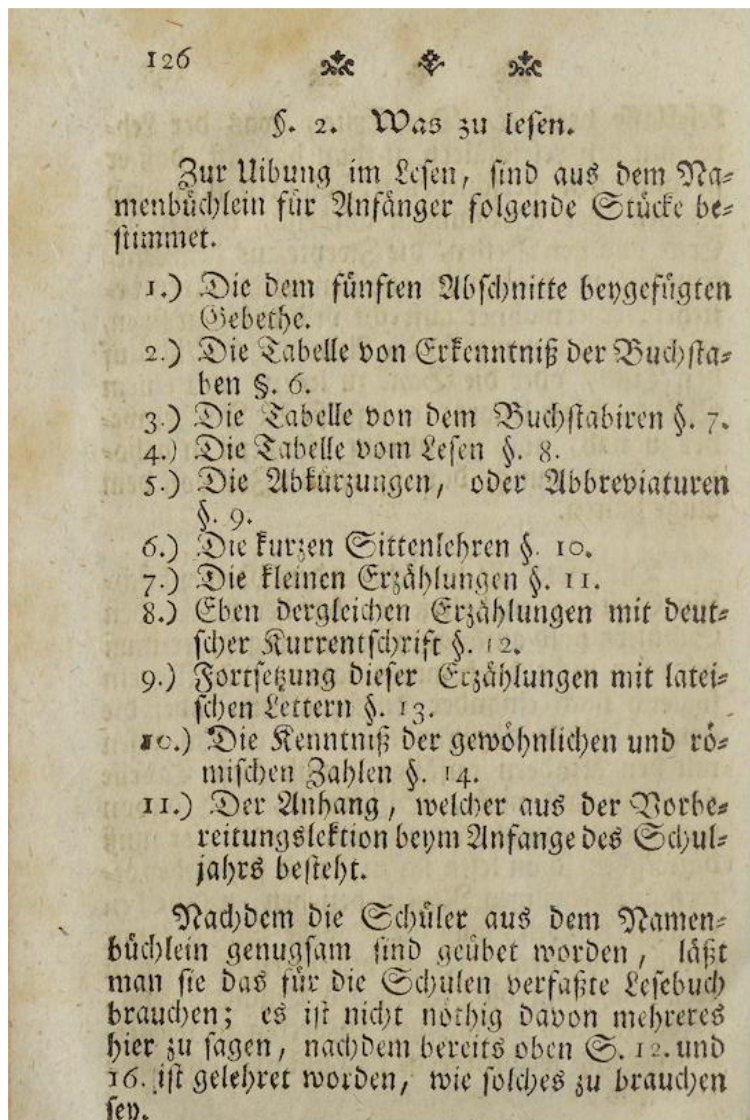 126
§. 2. Was zu lesen.
Zur Uibung im Lesen, sind aus dem Na⸗
menbüchlein für Anfänger folgende Stücke be⸗
stimmet.
1.) Die dem fünften Abschnitte beygefügten
Gebethe.
2.) Die Tabelle von Erkenntniß der Buchsta⸗
ben §. 6.
3.) Die Tabelle von dem Buchstabiren §. 7.
4.) Die Tabelle vom Lesen §. 8.
5.) Die Abkürzungen, oder Abbreviaturen
§. 9.
6.) Die kurzen Sittenlehren §. 10.
7.) Die kleinen Erzählungen §. 11.
8.) Eben dergleichen Erzählungen mit deut⸗
scher Kurrentschrift §. 12.
9.) Fortsetzung dieser Erzählungen mit latei⸗
schen Lettern §. 13.
10.) Die Kenntniß der gewöhnlichen und rö⸗
mischen Zahlen §. 14.
11.) Der Anhang, welcher aus der Vorbe⸗
reitungslektion beym Anfange des Schul⸗
jahrs besteht.
Nachdem die Schüler aus dem Namen⸗
büchlein genugsam sind geübet worden, läßt
man sie das für die Schulen verfaßte Lesebuch
brauchen; es ist nicht nöthig davon mehreres
hier zu sagen, nachdem bereits oben S. 12. und
16. ist gelehret worden, wie solches zu brauchen
sey.